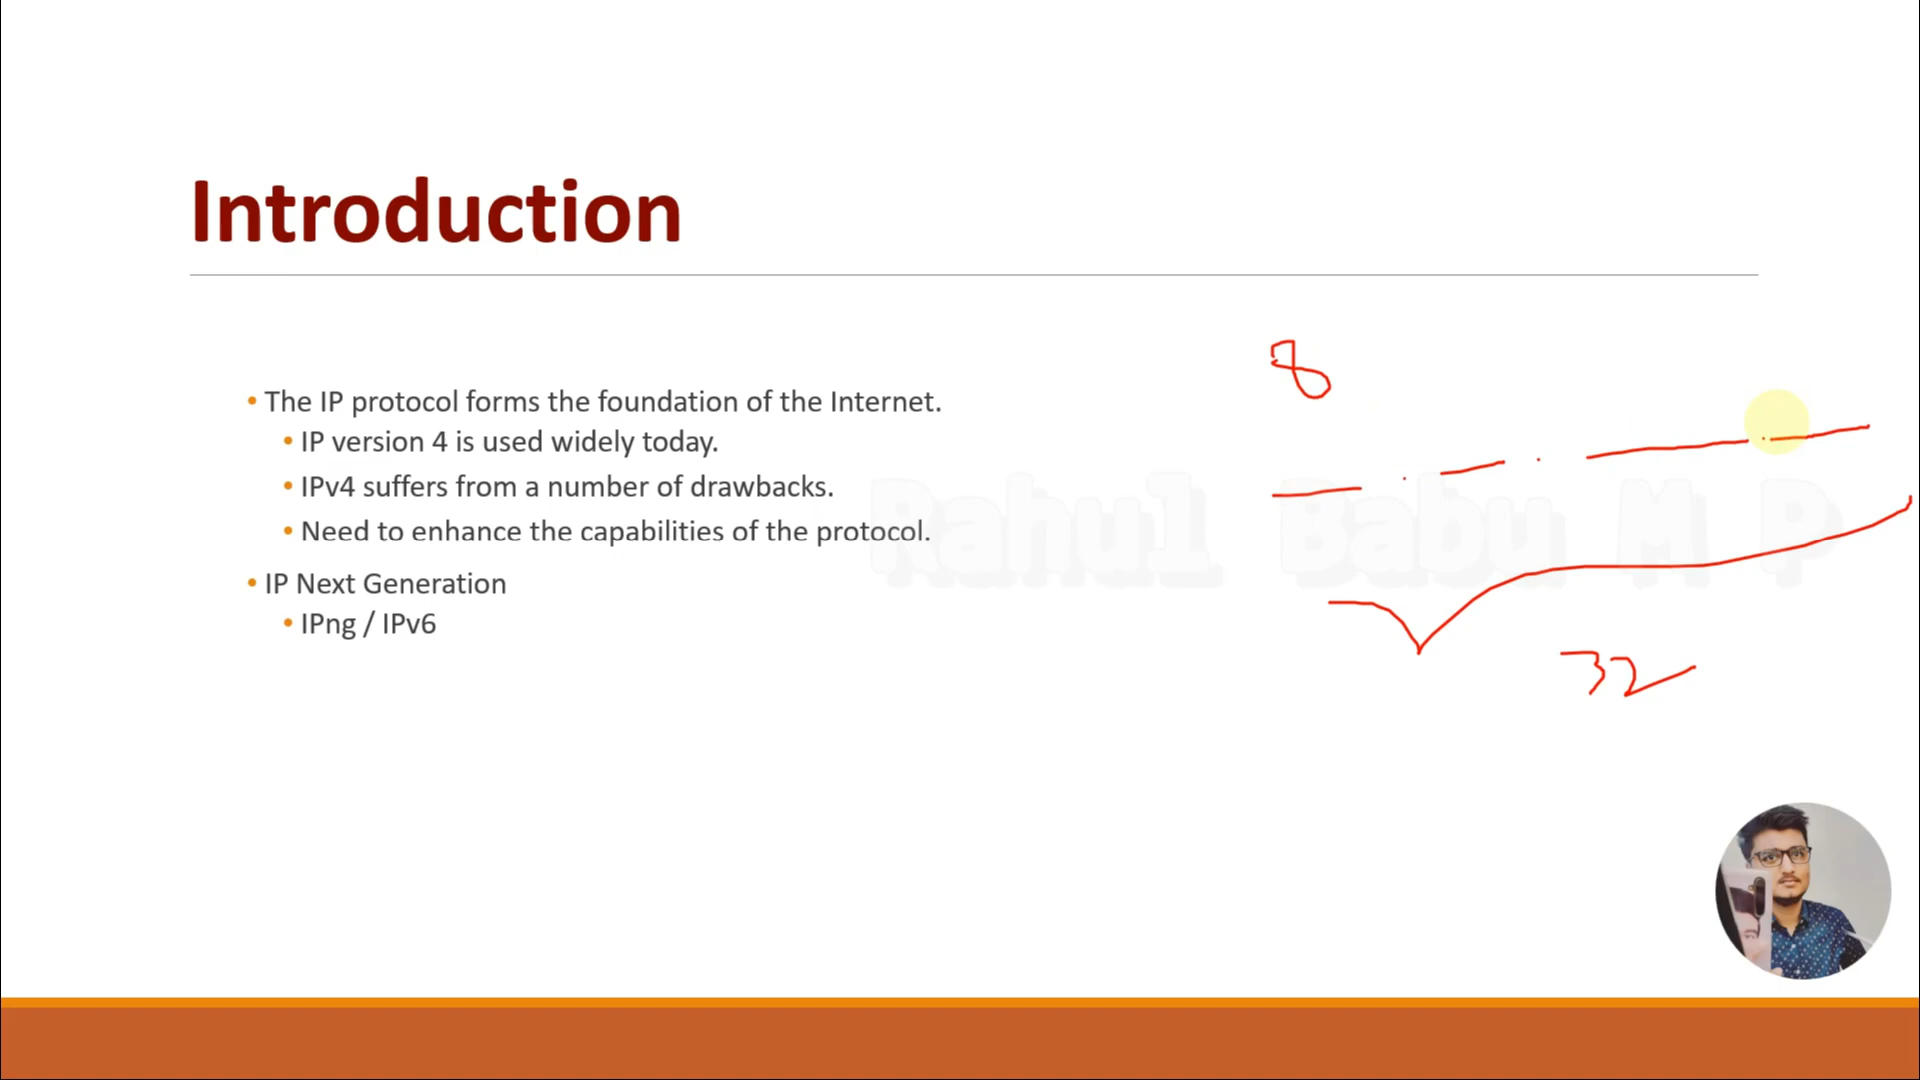 Introduction
• The IP protocol forms the foundation of the Internet.
• IP version 4 is used widely today.
• IPv4 suffers from a number of drawbacks.
• Need to enhance the capabilities of the protocol.
• IP Next Generation
• IPng / IPv6
8
32
Rahul Babu M P